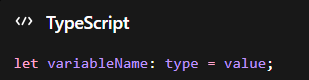 </> TypeScript
let variableName: type = value;